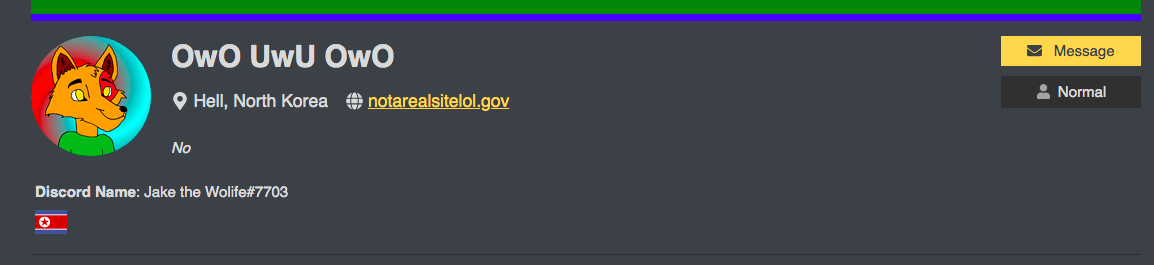 OwO UwU OwO
Message
Hell, North Korea notarealsitelol.gov
Normal
No
Discord Name: Jake the Wolife#7703